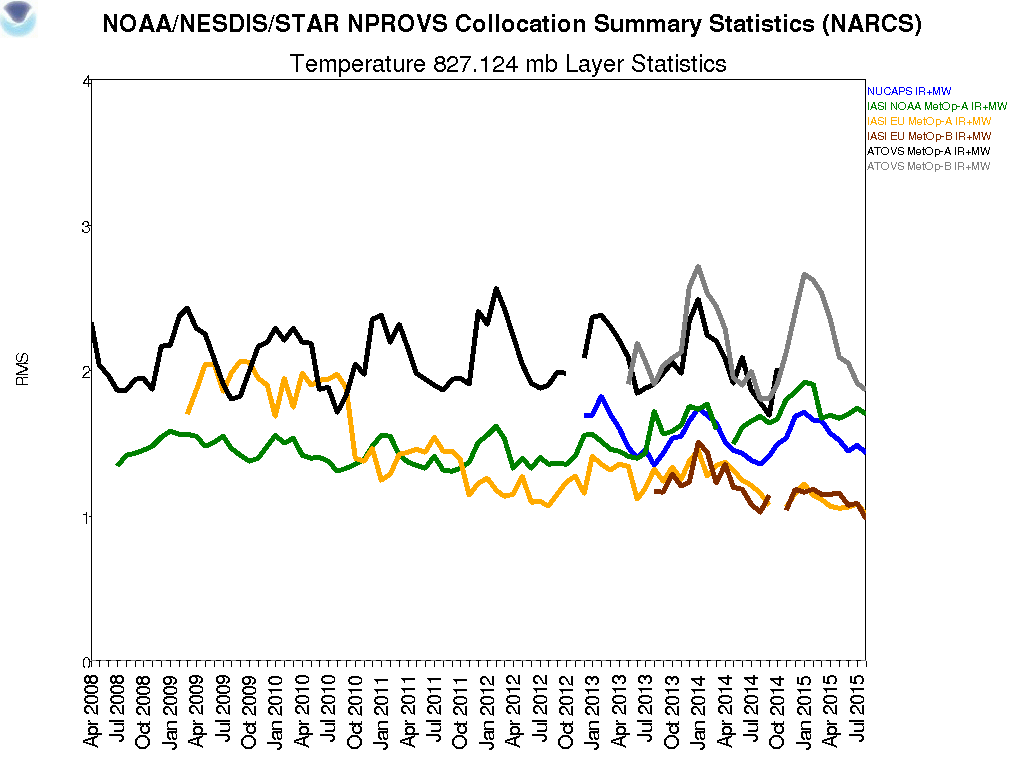 NOAA/NESDIS/STAR NPROVS Collocation Summary Statistics (NARCS)
Temperature 827.124 mb Layer Statistics
4
3
2
1
0
RMS
NUCAPS IR+MW
IASI NOAA MetOp-A IR+MW
IASI EU MetOp-A IR+MW
IASI EU MetOp-B IR+MW
ATOVS MetOp-A IR+MW
ATOVS MetOp-B IR+MW
Apr 2008
Jul 2008
Oct 2008
Jan 2009
Apr 2009
Jul 2009
Oct 2009
Jan 2010
Apr 2010
Jul 2010
Oct 2010
Jan 2011
Apr 2011
Jul 2011
Oct 2011
Jan 2012
Apr 2012
Jul 2012
Oct 2012
Jan 2013
Apr 2013
Jul 2013
Oct 2013
Jan 2014
Apr 2014
Jul 2014
Oct 2014
Jan 2015
Apr 2015
Jul 2015